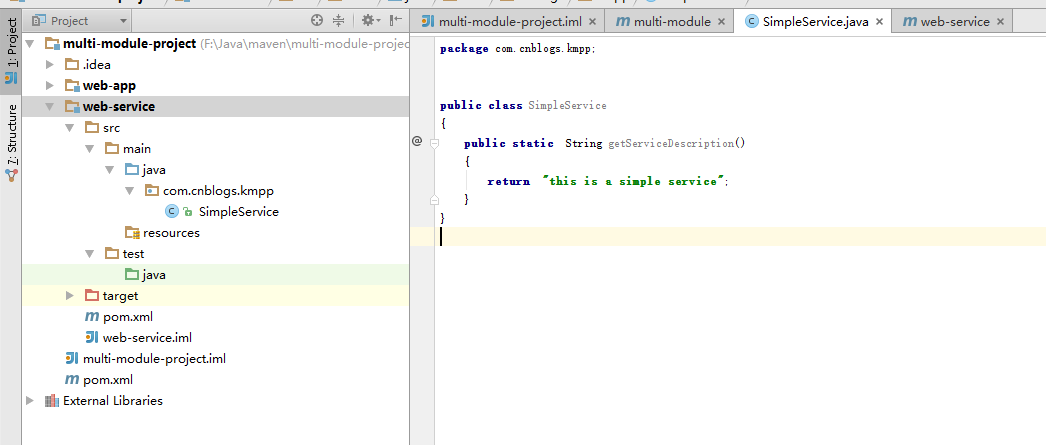 Project
multi-module-project.iml
multi-module
SimpleService.java
web-service
1: Project
7: Structure
multi-module-project (F:\Java\maven\multi-module-projec
.idea
web-app
web-service
src
main
java
com.cnblogs.kmpp
SimpleService
resources
test
java
target
pom.xml
web-service.iml
multi-module-project.iml
pom.xml
External Libraries
package com.cnblogs.kmpp;
public class SimpleService
{
public static String getServiceDescription()
{
return "this is a simple service";
}
}